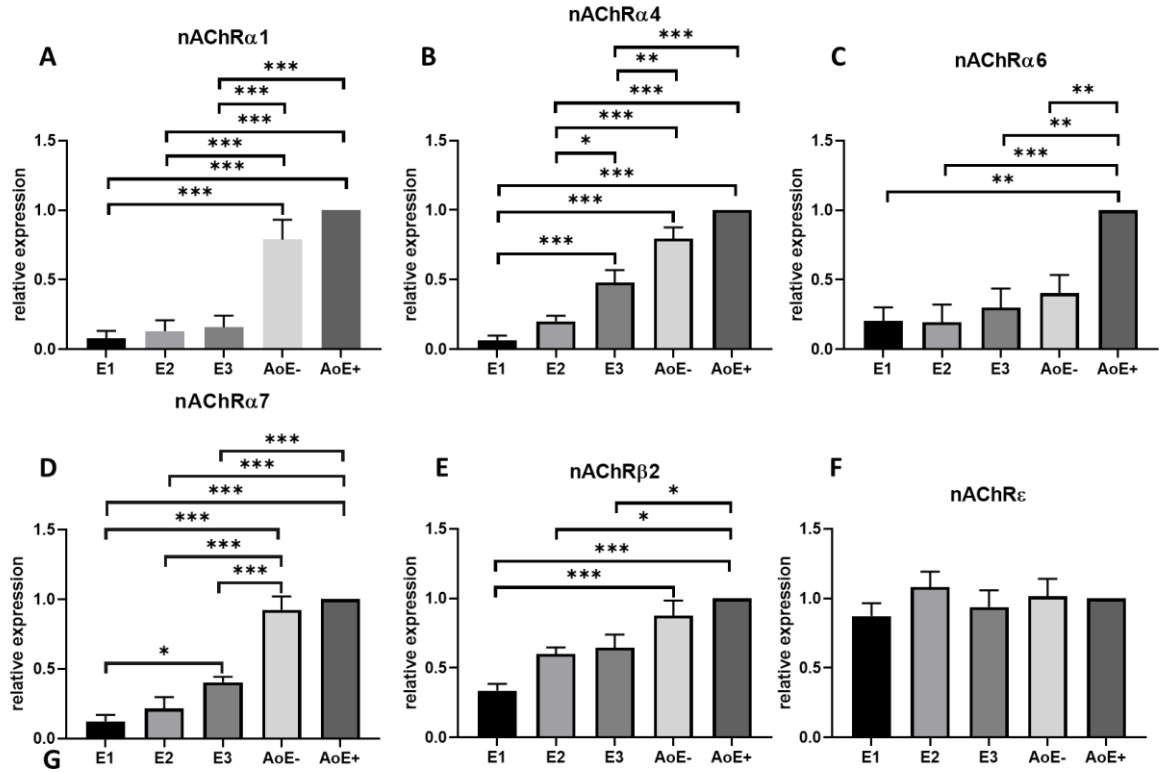 A
nAChRα1
***
***
***
***
***
***
relative expression
1.5
1.0
0.5
0.0
E1 E2 E3 AoE- AoE+
B
nAChRα4
***
**
***
***
*
***
***
***
relative expression
1.5
1.0
0.5
0.0
E1 E2 E3 AoE- AoE+
C
nAChRα6
**
**
***
**
relative expression
1.5
1.0
0.5
0.0
E1 E2 E3 AoE- AoE+
D
nAChRα7
***
***
***
***
***
***
*
relative expression
1.5
1.0
0.5
0.0
E1 E2 E3 AoE- AoE+
E
nAChRβ2
*
*
***
***
relative expression
1.5
1.0
0.5
0.0
E1 E2 E3 AoE- AoE+
F
nAChRε
relative expression
1.5
1.0
0.5
0.0
E1 E2 E3 AoE- AoE+
G